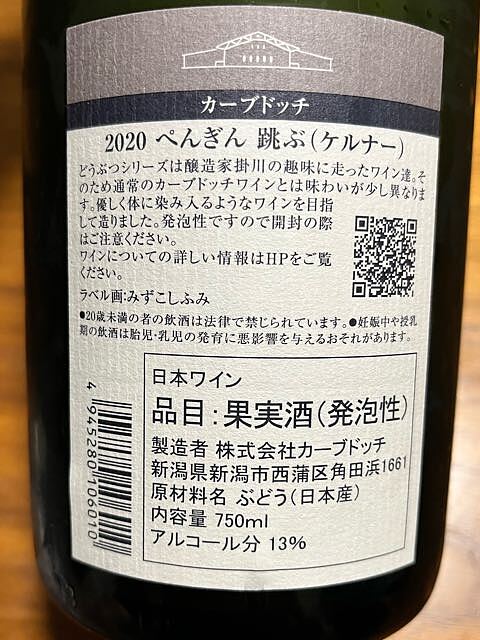 カーブドッチ
2020 ぺんぎん 跳ぶ(ケルナー)
どうぶつシリーズは醸造家掛川の趣味に走ったワイン達。そ
のため通常のカーブドッチワインとは味わいが少し異なりま
す。優しく体に染み入るようなワインを目指
して造りました。発泡性ですので開封の際
はご注意ください。
ワインについての詳しい情報はHPをご覧
ください。
ラベル画:みずこしふみ
●20歳未満の者の飲酒は法律で禁じられています。●妊娠中や授乳
期の飲酒は胎児・乳児の発育に悪影響を与えるおそれがあります。
日本ワイン
品目:果実酒(発泡性)
製造者 株式会社カーブドッチ
新潟県新潟市西蒲区角田浜1661
原材料名 ぶどう(日本産)
内容量 750ml
アルコール分 13%
4945280106010